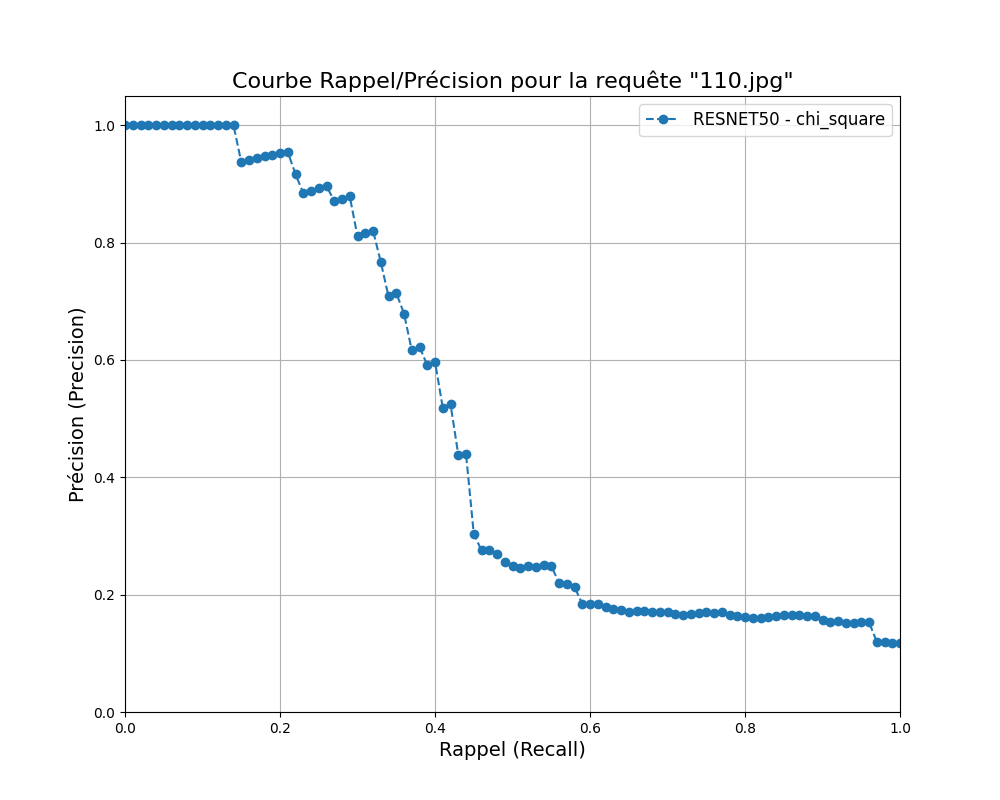 Courbe Rappel/Précision pour la requête "110.jpg"
RESNET50 - chi_square
1.0
0.8
0.6
0.4
0.2
0.0
Précision (Precision)
0.0 0.2 0.4 0.6 0.8 1.0
Rappel (Recall)